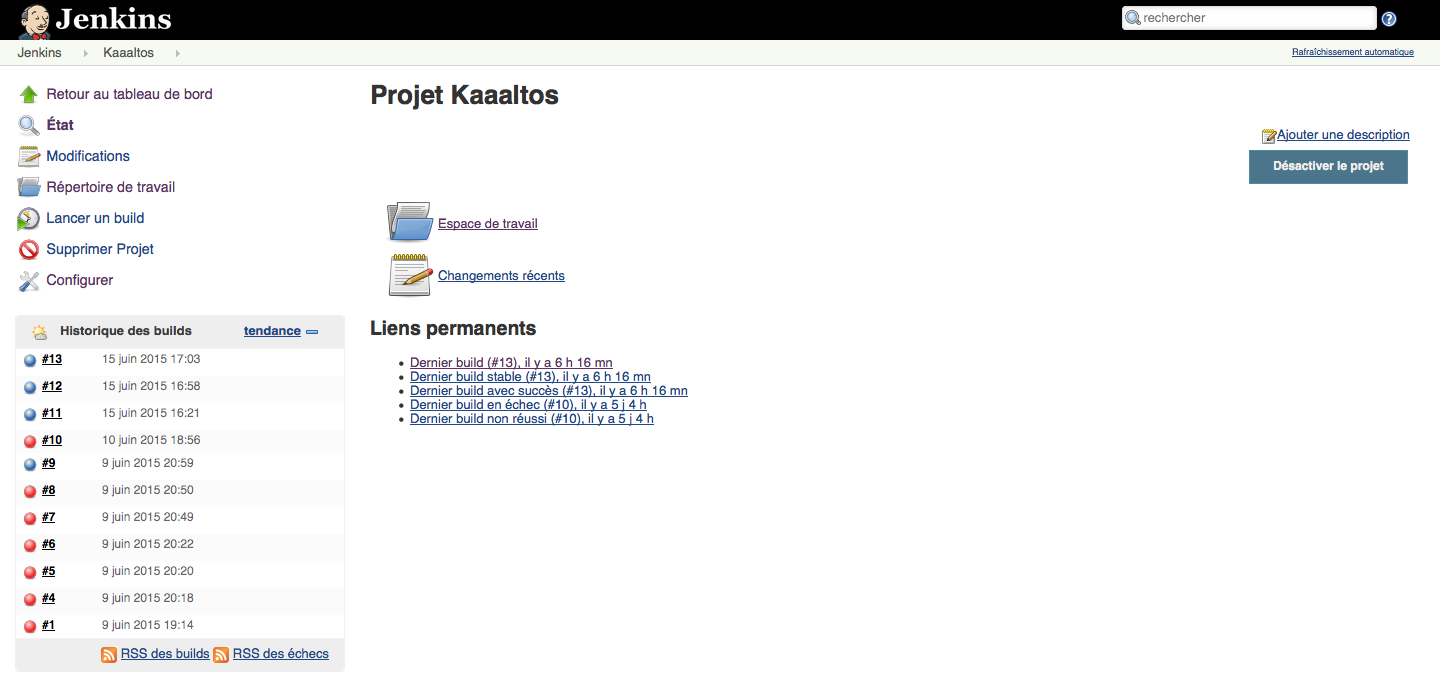 Jenkins
rechercher
Jenkins
Kaaaltos
Rafraîchissement automatique
Retour au tableau de bord
État
Modifications
Répertoire de travail
Lancer un build
Supprimer Projet
Configurer
Historique des builds
tendance
#13 15 juin 2015 17:03
#12 15 juin 2015 16:58
#11 15 juin 2015 16:21
#10 10 juin 2015 18:56
#9 9 juin 2015 20:59
#8 9 juin 2015 20:50
#7 9 juin 2015 20:49
#6 9 juin 2015 20:22
#5 9 juin 2015 20:20
#4 9 juin 2015 20:18
#1 9 juin 2015 19:14
RSS des builds RSS des échecs
Projet Kaaaltos
Ajouter une description
Désactiver le projet
Espace de travail
Changements récents
Liens permanents
Dernier build (#13), il y a 6 h 16 mn
Dernier build stable (#13), il y a 6 h 16 mn
Dernier build avec succès (#13), il y a 6 h 16 mn
Dernier build en échec (#10), il y a 5 j 4 h
Dernier build non réussi (#10), il y a 5 j 4 h